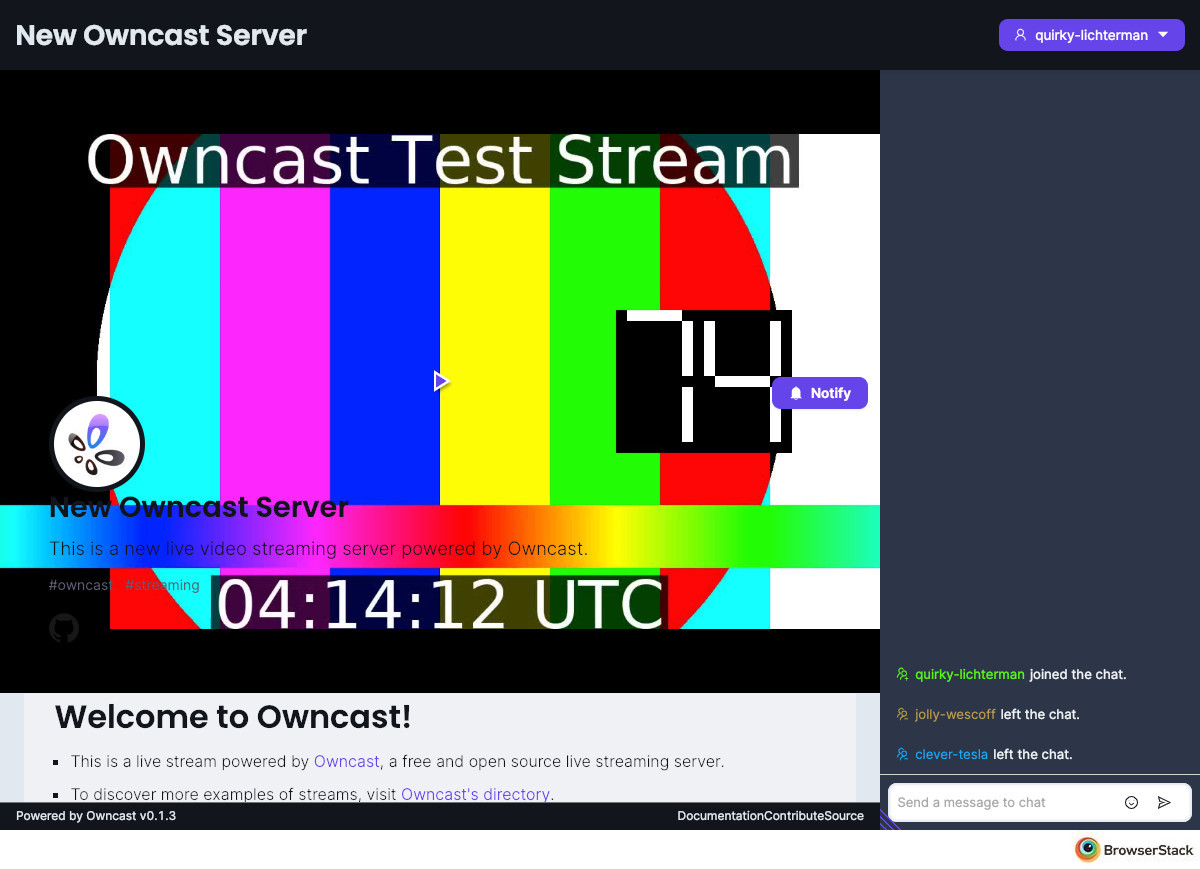 New Owncast Server
quirky-lichterman
Owncast Test Stream
14
Notify
New Owncast Server
This is a new live video streaming server powered by Owncast.
#owncast #streaming
04:14:12 UTC
Welcome to Owncast!
This is a live stream powered by Owncast, a free and open source live streaming server.
To discover more examples of streams, visit Owncast's directory.
Powered by Owncast v0.1.3
DocumentationContributeSource
quirky-lichterman joined the chat.
jolly-wescoff left the chat.
clever-tesla left the chat.
Send a message to chat
BrowserStack